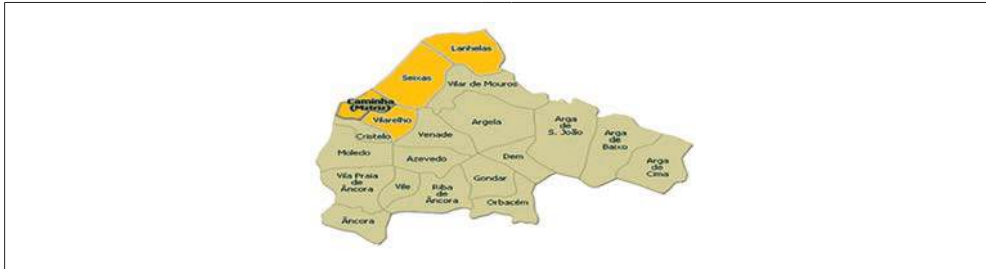 Lanhelas
Seixas
Vilar de Mouros
Caminha
(Matriz)
Vilarelho
Argela
Arga
de
S. João
Arga
de
Baixo
Cristelo
Venade
Moledo
Azevedo
Dem
Arga
de
Cima
Vila Praia
de
Âncora
Vile
Riba
de
Âncora
Gondar
Orbacém
Âncora